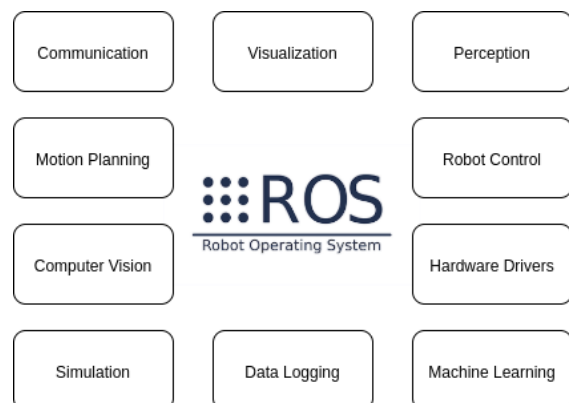 Communication
Visualization
Perception
Motion Planning
Robot Control
ROS
Robot Operating System
Computer Vision
Hardware Drivers
Simulation
Data Logging
Machine Learning